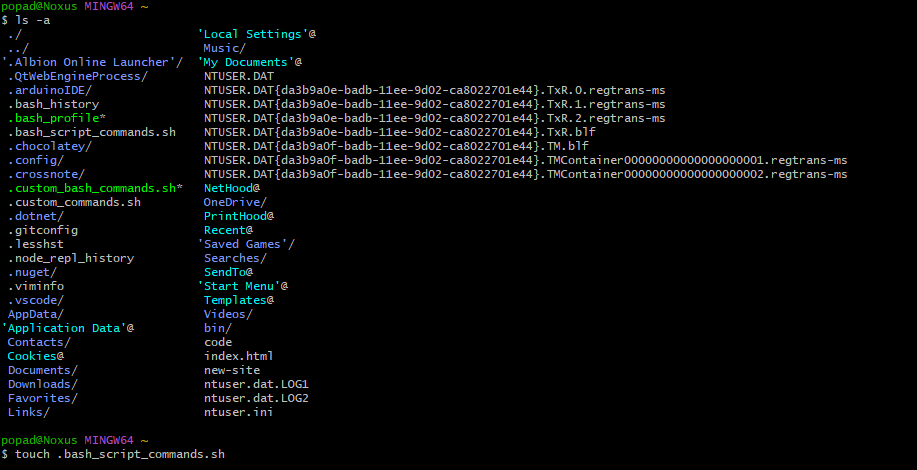 popad@Noxus MINGW64 ~
$ ls -a
./ 'Local Settings'@
../ Music/
'.Albion Online Launcher'/ 'My Documents'@
.QtWebEngineProcess/ NTUSER.DAT
.arduinoIDE/ NTUSER.DAT{da3b9a0e-badb-11ee-9d02-ca8022701e44}.TxR.0.regtrans-ms
.bash_history NTUSER.DAT{da3b9a0e-badb-11ee-9d02-ca8022701e44}.TxR.1.regtrans-ms
.bash_profile* NTUSER.DAT{da3b9a0e-badb-11ee-9d02-ca8022701e44}.TxR.2.regtrans-ms
.bash_script_commands.sh NTUSER.DAT{da3b9a0e-badb-11ee-9d02-ca8022701e44}.TxR.blf
.chocolatey/ NTUSER.DAT{da3b9a0f-badb-11ee-9d02-ca8022701e44}.TM.blf
.config/ NTUSER.DAT{da3b9a0f-badb-11ee-9d02-ca8022701e44}.TMContainer00000000000000000001.regtrans-ms
.crossnote/ NTUSER.DAT{da3b9a0f-badb-11ee-9d02-ca8022701e44}.TMContainer00000000000000000002.regtrans-ms
.custom_bash_commands.sh* NetHood@
.custom_commands.sh OneDrive/
.dotnet/ PrintHood@
.gitconfig Recent@
.lesshst 'Saved Games'/
.node_repl_history Searches/
.nuget/ SendTo@
.viminfo 'Start Menu'@
.vscode/ Templates@
AppData/ Videos/
'Application Data'@ bin/
Contacts/ code
Cookies@ index.html
Documents/ new-site
Downloads/ ntuser.dat.LOG1
Favorites/ ntuser.dat.LOG2
Links/ ntuser.ini
popad@Noxus MINGW64 ~
$ touch .bash_script_commands.sh